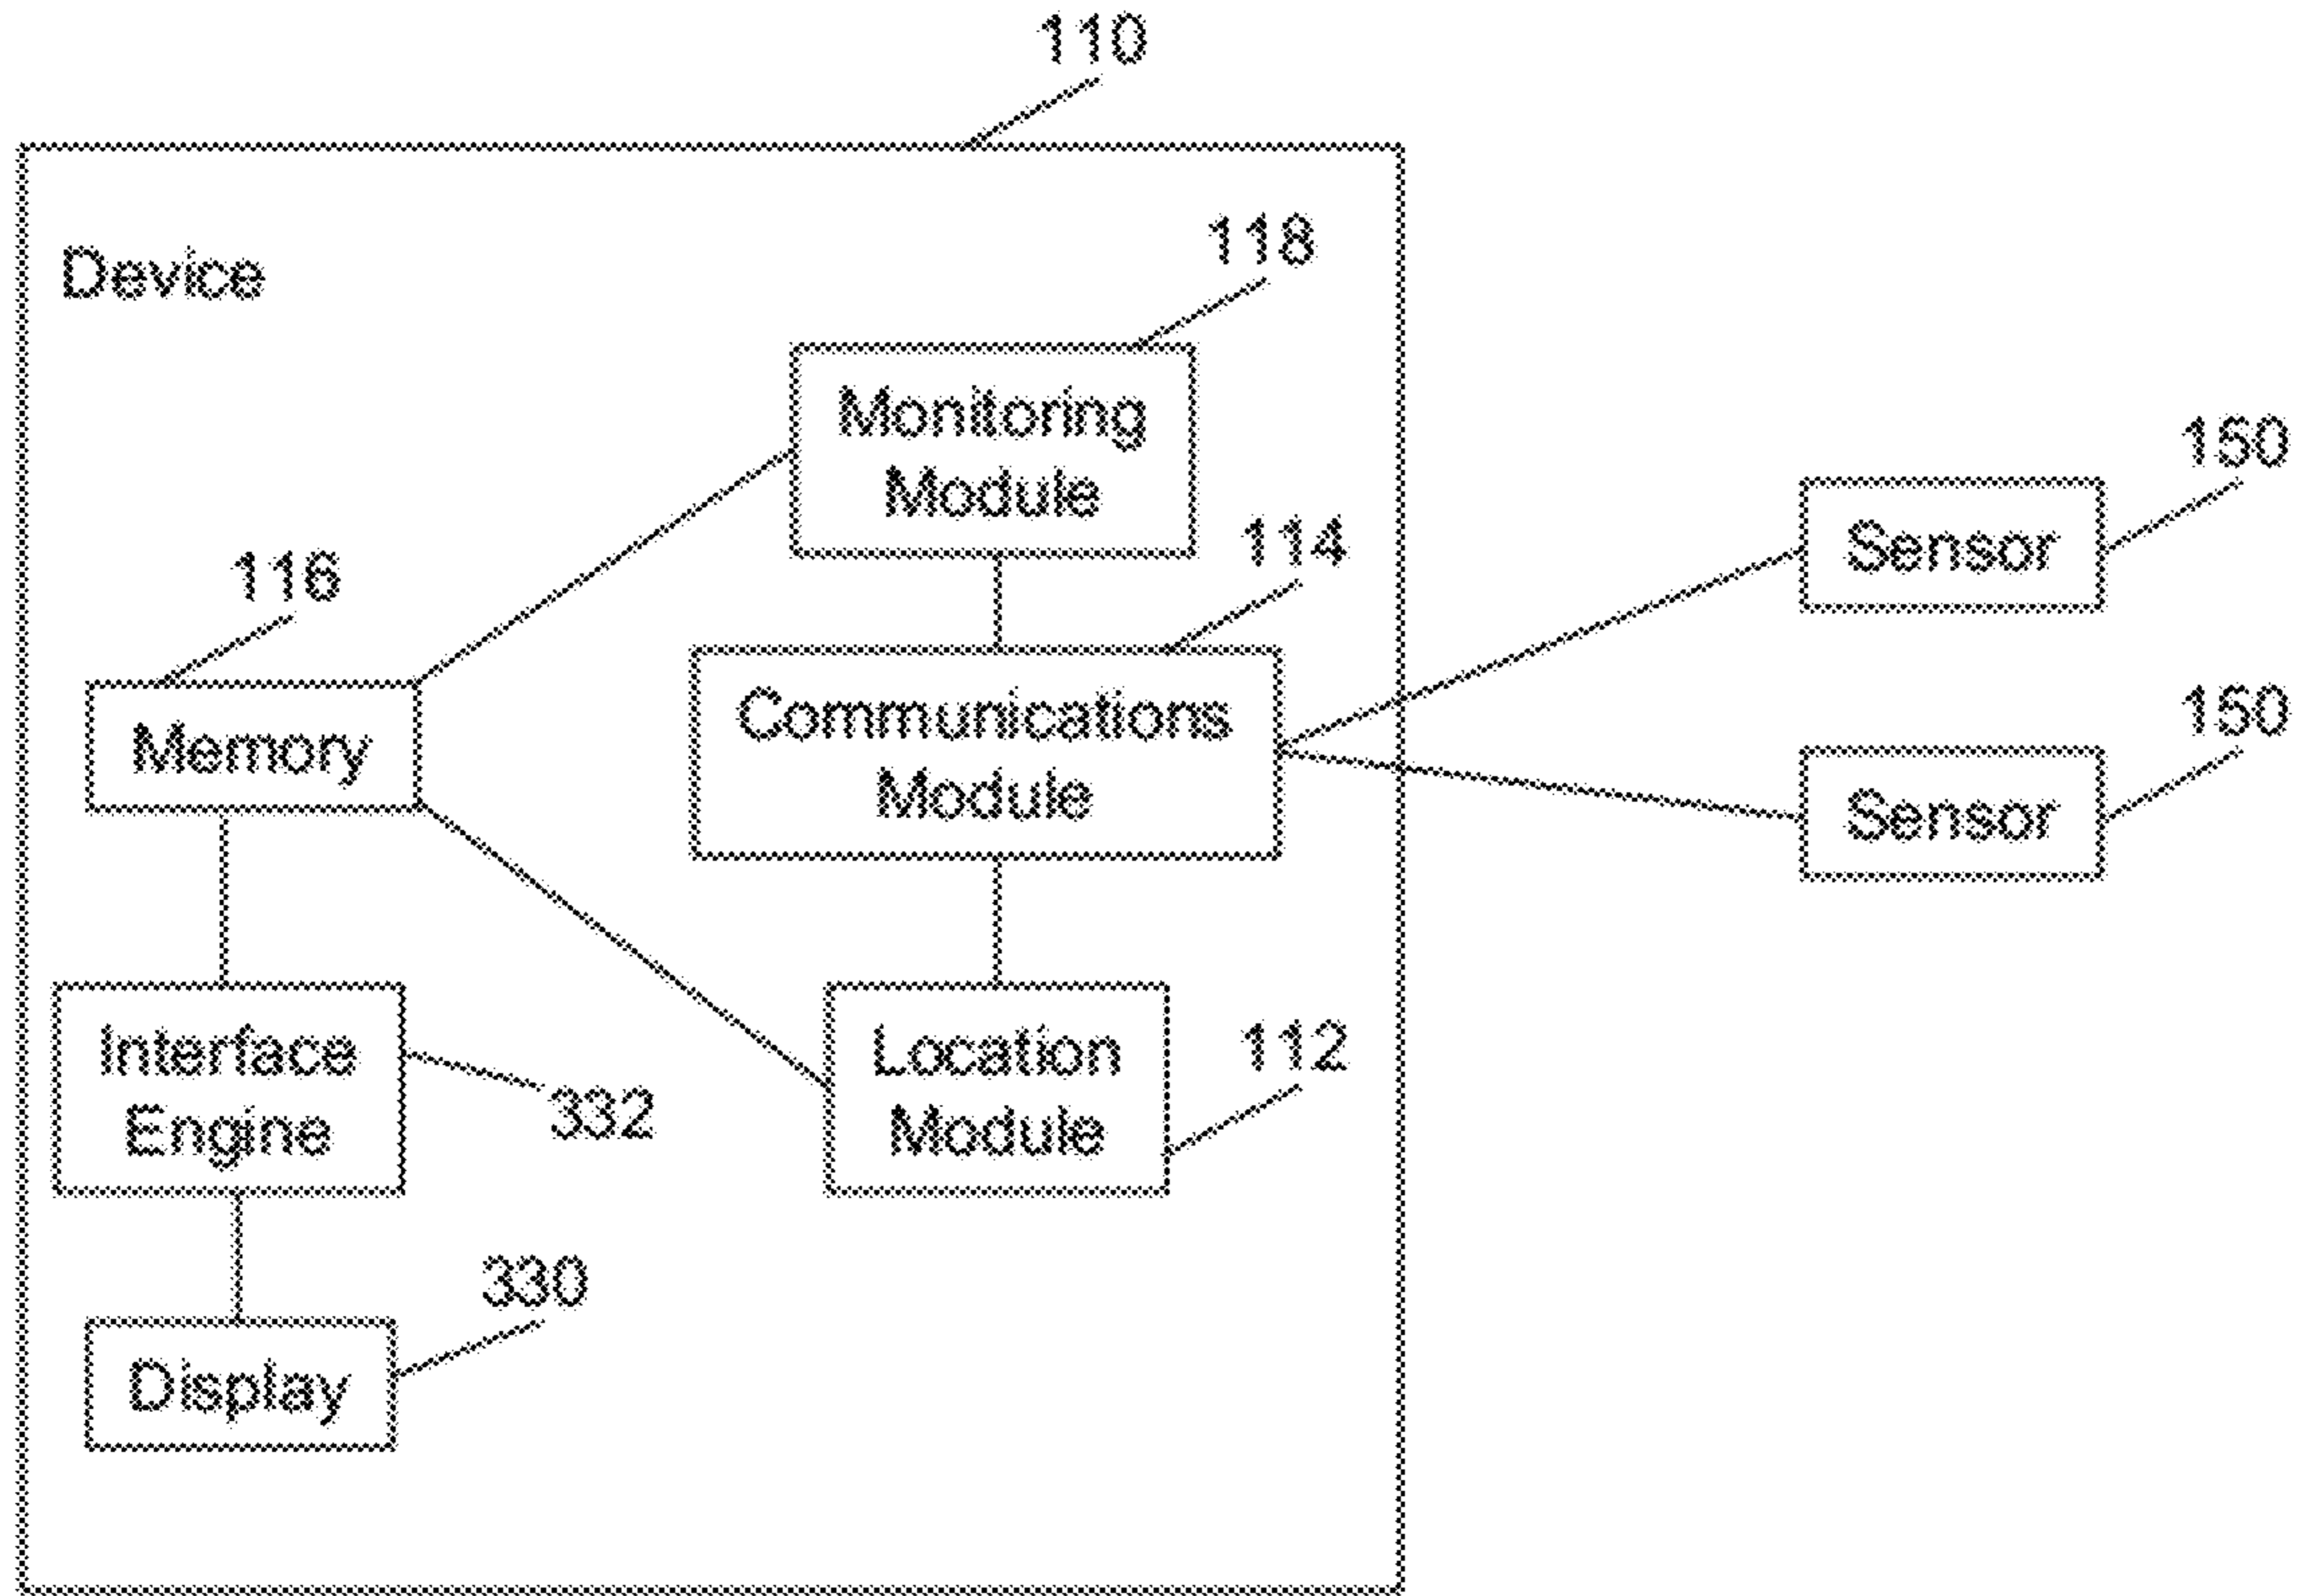 110
Device
118
Monitoring
Module
150
Sensor
114
116
Communications
Module
Memory
150
Sensor
Interface
Engine
332
Location
Module
112
330
Display